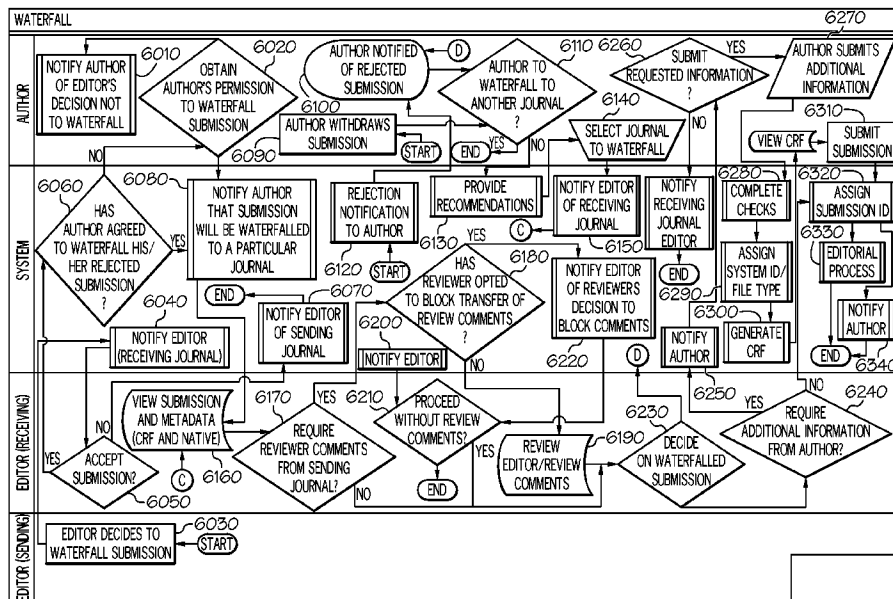 WATERFALL
AUTHOR
6010
NOTIFY AUTHOR
OF EDITOR'S
DECISION NOT
TO WATERFALL
6020
OBTAIN
AUTHOR'S
PERMISSION
TO WATERFALL
SUBMISSION
AUTHOR NOTIFIED
OF REJECTED
SUBMISSION
D
6100
6090
AUTHOR WITHDRAWS
SUBMISSION
START
6110
AUTHOR TO
WATERFALL TO
ANOTHER JOURNAL
?
YES
NO
END
6140
SELECT JOURNAL
TO WATERFALL
6260
SUBMIT
REQUESTED INFORMATION
?
YES
NO
6270
AUTHOR SUBMITS
ADDITIONAL
INFORMATION
6310
VIEW CRF
SUBMIT
SUBMISSION
SYSTEM
NO
6060
HAS
AUTHOR AGREED
TO WATERFALL HIS/
HER REJECTED
SUBMISSION
?
YES
6080
NOTIFY AUTHOR
THAT SUBMISSION
WILL BE WATERFALLED
TO A PARTICULAR
JOURNAL
END
6070
NOTIFY EDITOR
OF SENDING
JOURNAL
6040
NOTIFY EDITOR
(RECEIVING JOURNAL)
REJECTION
NOTIFICATION
TO AUTHOR
6120
START
PROVIDE
RECOMMENDATIONS
6130
C
NOTIFY EDITOR
OF RECEIVING
JOURNAL
6150
6180
HAS
REVIEWER OPTED
TO BLOCK TRANSFER OF
REVIEW COMMENTS
?
YES
NO
6200
NOTIFY EDITOR
NOTIFY EDITOR
OF REVIEWERS
DECISION TO
BLOCK COMMENTS
6220
D
NOTIFY
RECEIVING
JOURNAL
EDITOR
END
NOTIFY
AUTHOR
6250
6280
COMPLETE
CHECKS
ASSIGN
SYSTEM ID/
FILE TYPE
6290
6300
GENERATE
CRF
6320
ASSIGN
SUBMISSION ID
6330
EDITORIAL
PROCESS
NOTIFY
AUTHOR
6340
END
EDITOR (RECEIVING)
NO
YES
ACCEPT
SUBMISSION?
6050
VIEW SUBMISSION
AND METADATA
(CRF AND NATIVE)
6160
C
6170
YES
REQUIRE
REVIEWER COMMENTS
FROM SENDING
JOURNAL?
NO
6210
PROCEED
WITHOUT REVIEW
COMMENTS?
YES
END
6190
REVIEW
EDITOR/REVIEW
COMMENTS
6230
DECIDE
ON WATERFALLED
SUBMISSION
YES
NO
6240
REQUIRE
ADDITIONAL INFORMATION
FROM AUTHOR?
EDITOR (SENDING)
6030
EDITOR DECIDES TO
WATERFALL SUBMISSION
START